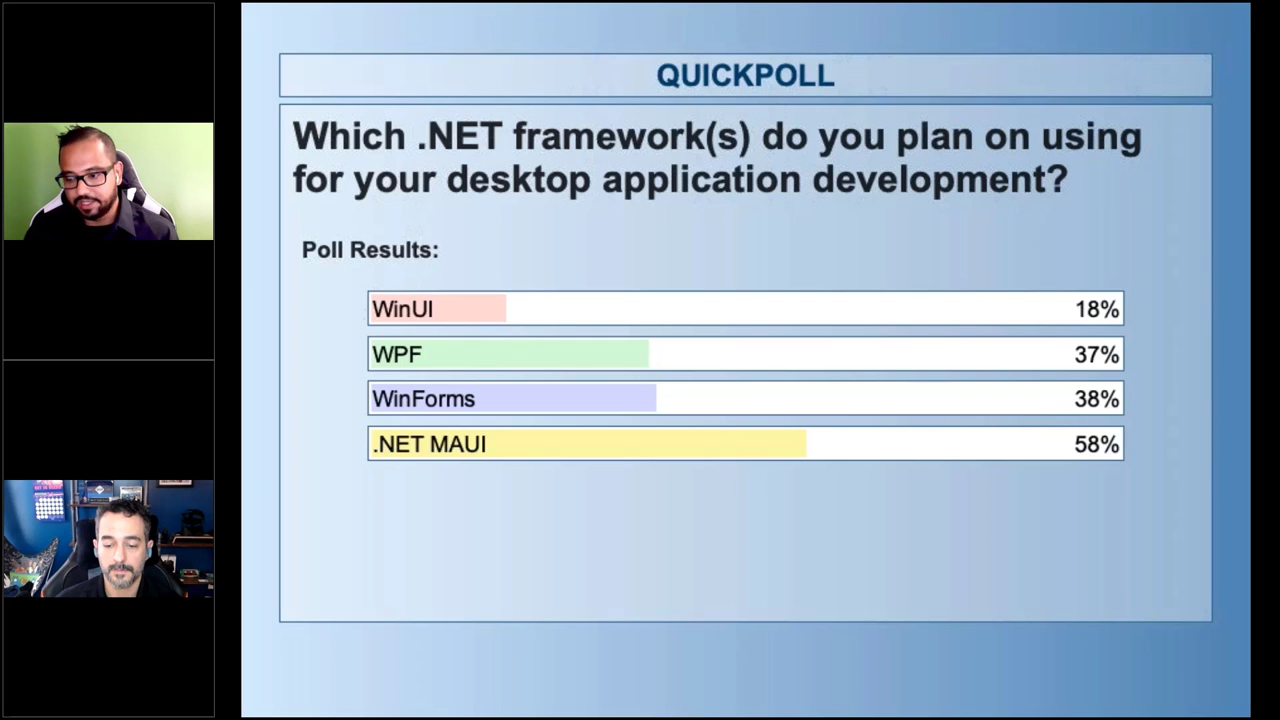 QUICKPOLL
Which .NET framework(s) do you plan on using
for your desktop application development?
Poll Results:
WinUI 18%
WPF 37%
WinForms 38%
.NET MAUI 58%